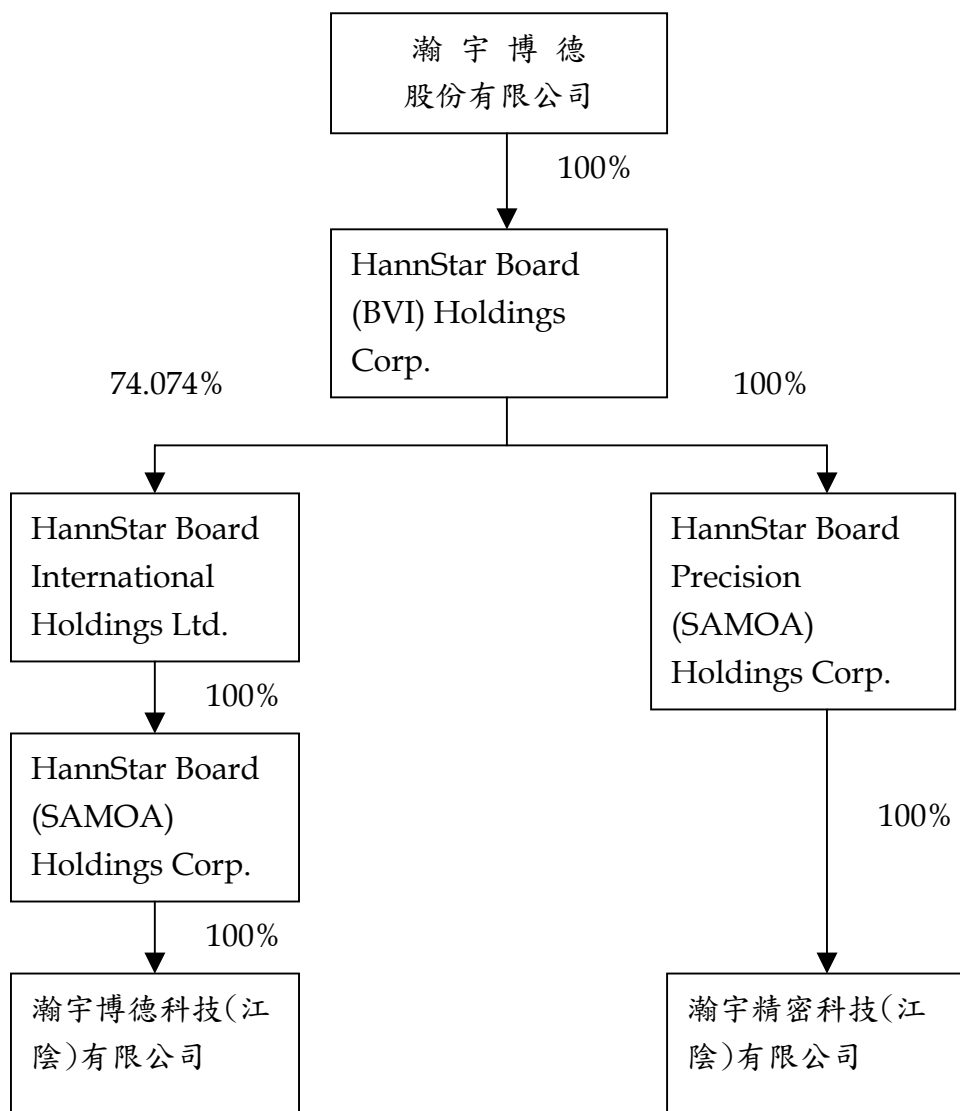 瀚 宇 博 德
股份有限公司
100%
HannStar Board
(BVI) Holdings
Corp.
74.074%
100%
HannStar Board
International
Holdings Ltd.
HannStar Board
Precision
(SAMOA)
Holdings Corp.
100%
HannStar Board
(SAMOA)
Holdings Corp.
100%
100%
瀚宇博德科技(江
陰)有限公司
瀚宇精密科技(江
陰)有限公司